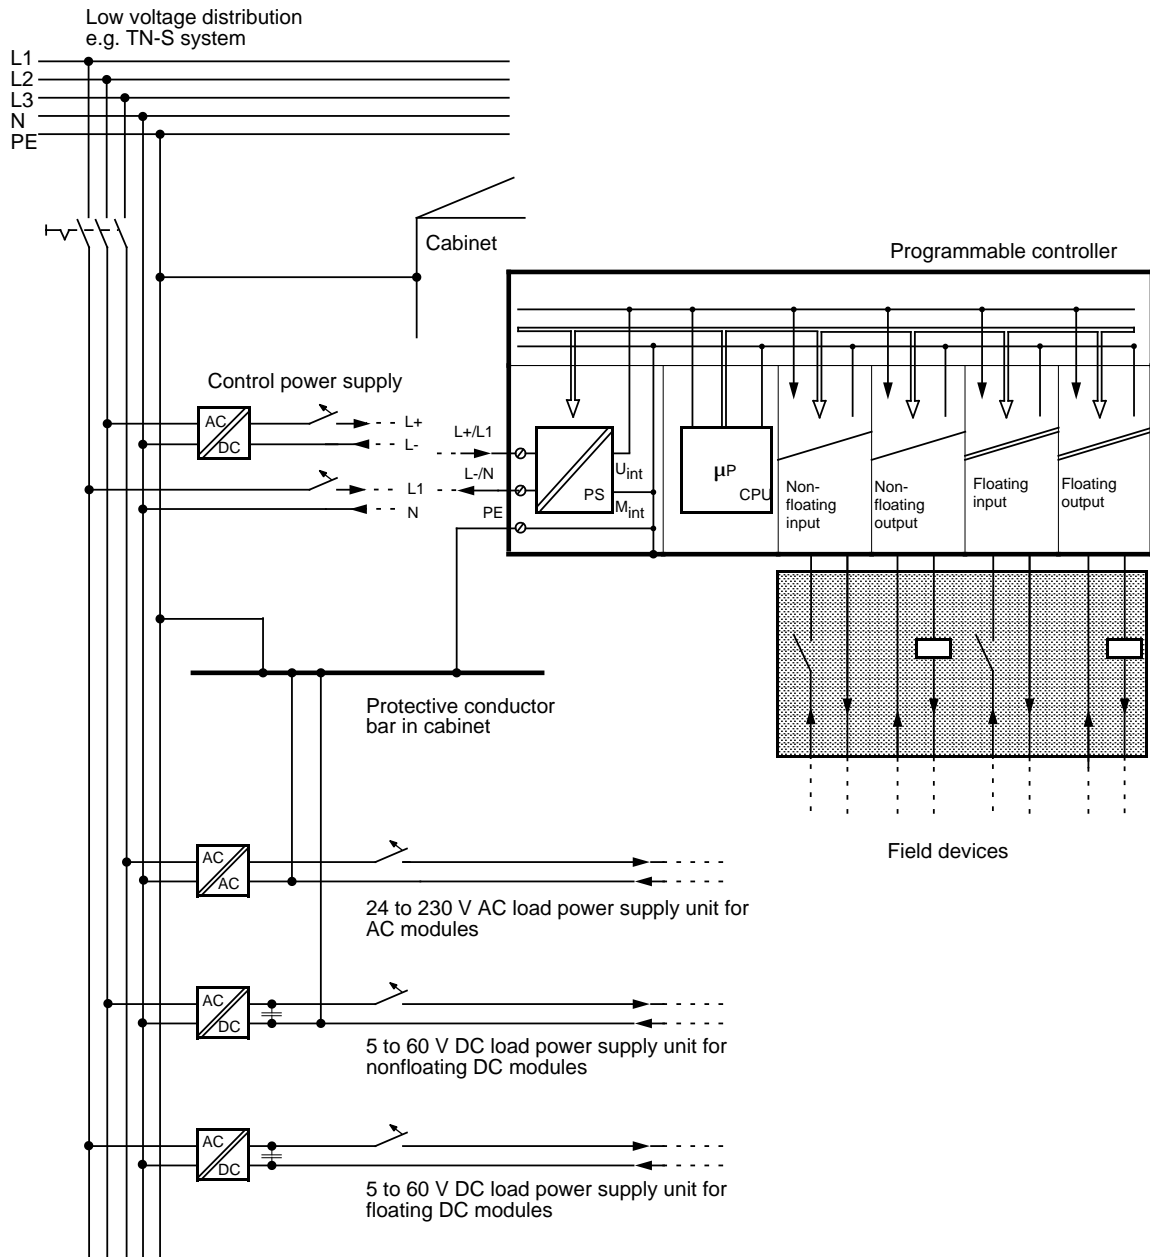 Low voltage distribution
e.g. TN-S system
L1
L2
L3
N
PE
Cabinet
Programmable controller
Control power supply
AC
DC
L+
L-
L+/L1
L1
L-/N
N
PE
Uint
PS
Mint
µP
CPU
Non-
floating
input
Non-
floating
output
Floating
input
Floating
output
Protective conductor
bar in cabinet
Field devices
AC
AC
24 to 230 V AC load power supply unit for
AC modules
AC
DC
5 to 60 V DC load power supply unit for
nonfloating DC modules
AC
DC
5 to 60 V DC load power supply unit for
floating DC modules